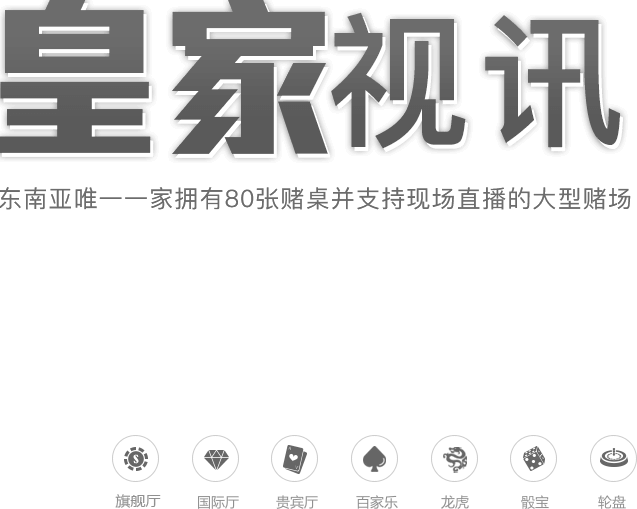 皇家视讯
东南亚唯一一家拥有80张赌桌并支持现场直播的大型赌场
旗舰厅 国际厅 贵宾厅 百家乐 龙虎 骰宝 轮盘